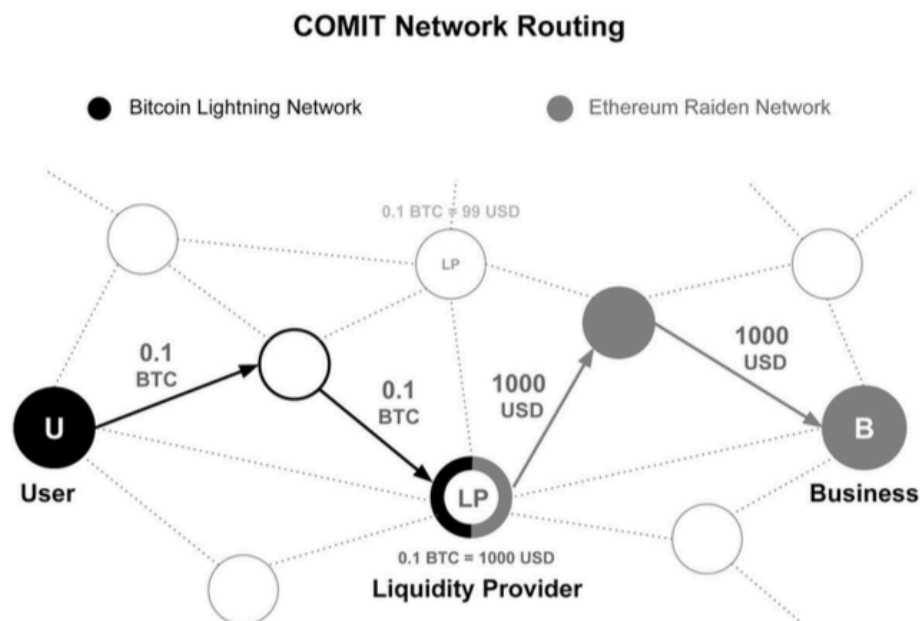 COMIT Network Routing
Bitcoin Lightning Network
Ethereum Raiden Network
0.1 BTC = 99 USD
LP
0.1
BTC
0.1
BTC
1000
USD
1000
USD
U
User
LP
B
Business
0.1 BTC = 1000 USD
Liquidity Provider